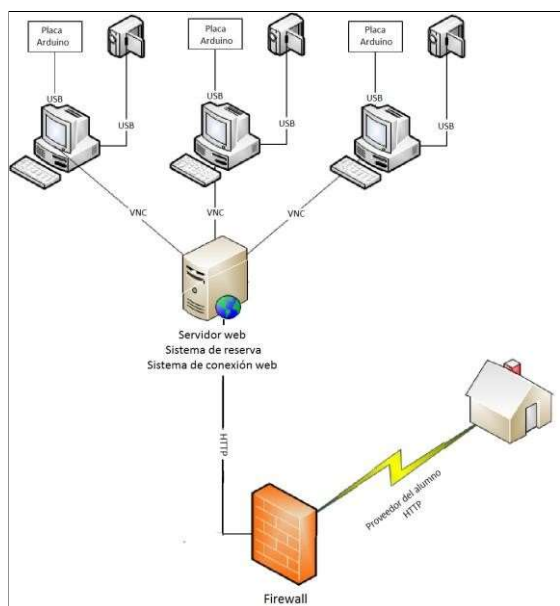 Placa
Arduino
Placa
Arduino
Placa
Arduino
USB
USB
USB
USB
USB
USB
VNC
VNC
VNC
Servidor web
Sistema de reserva
Sistema de conexión web
HTTP
Proveedor del alumno
HTTP
Firewall